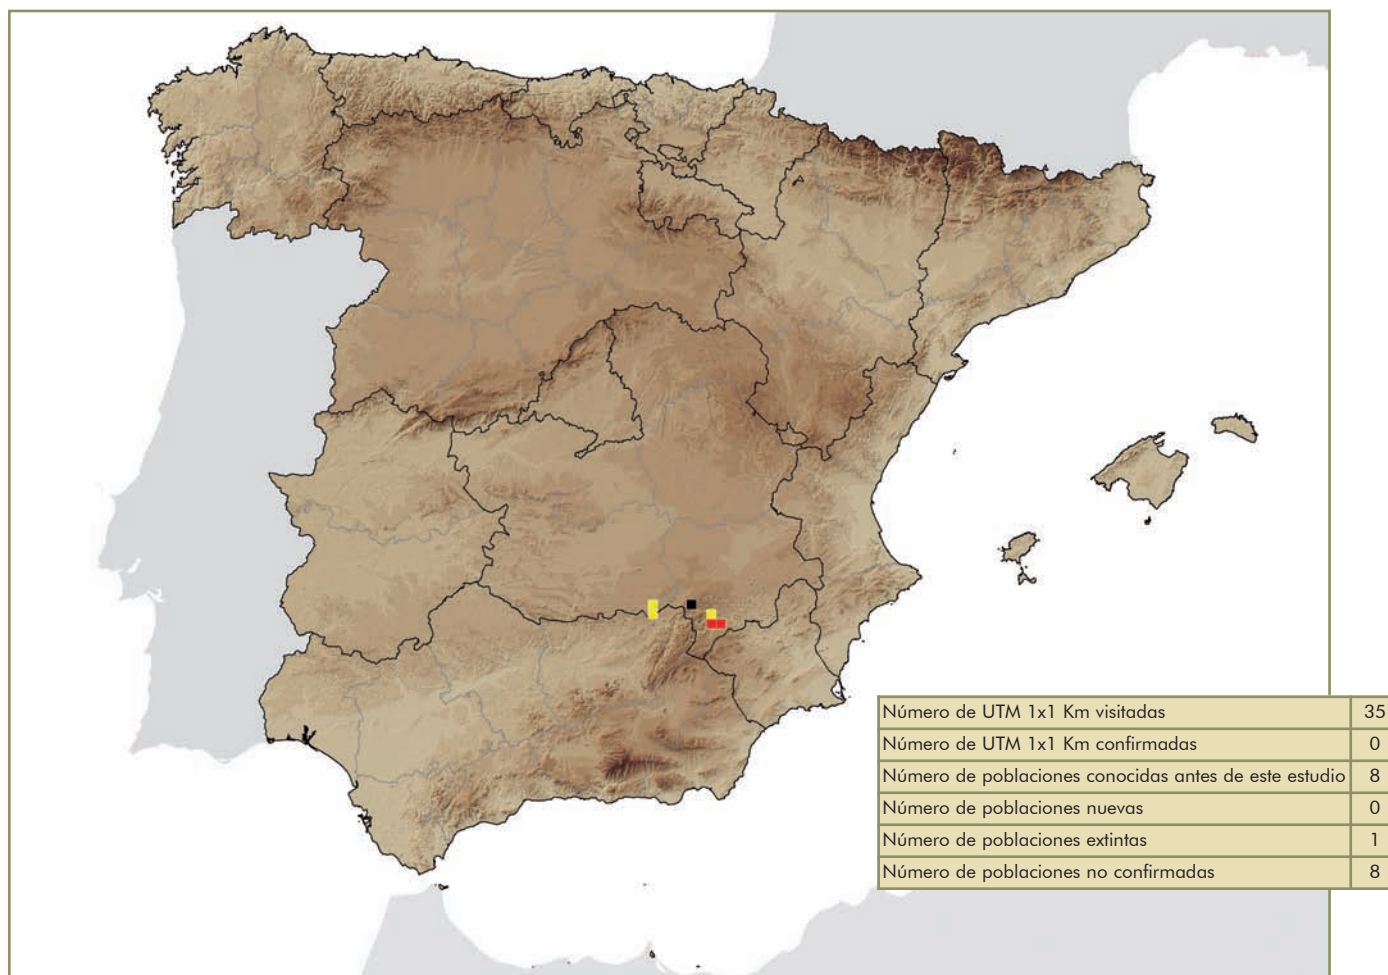 Número de UTM 1x1 Km visitadas 35
Número de UTM 1x1 Km confirmadas 0
Número de poblaciones conocidas antes de este estudio 8
Número de poblaciones nuevas 0
Número de poblaciones extintas 1
Número de poblaciones no confirmadas 8